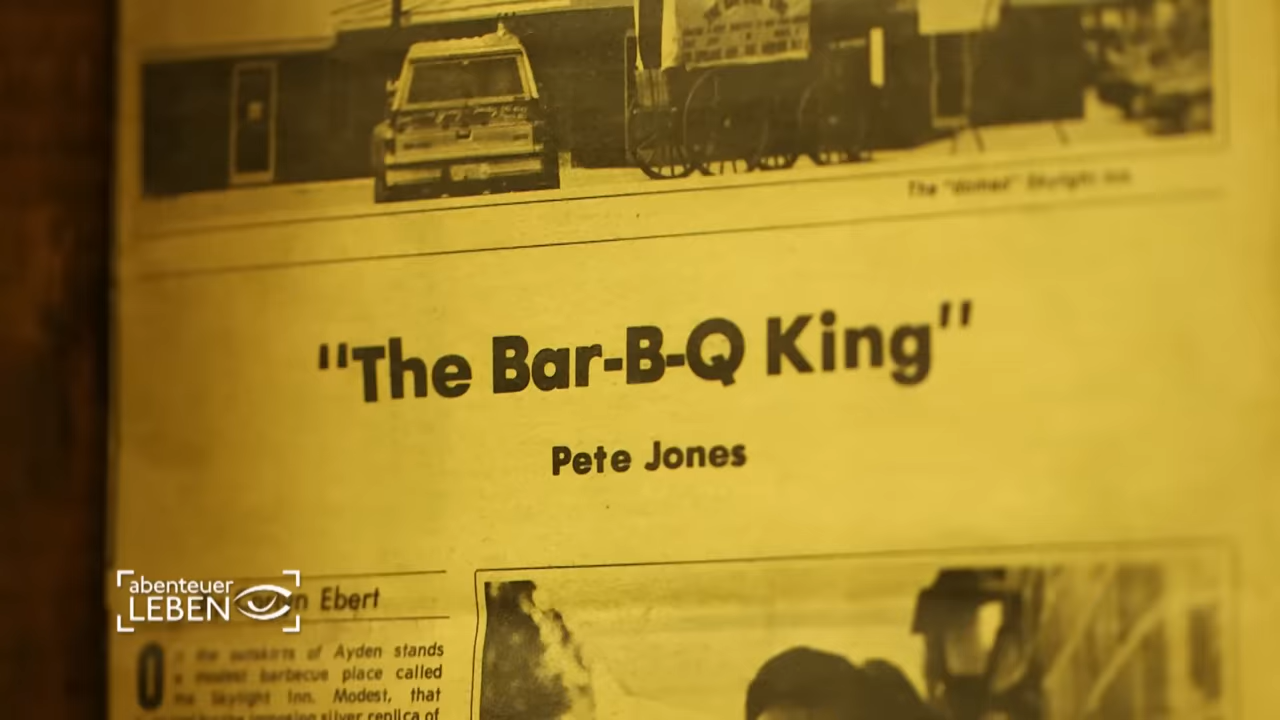 The "domed" Skylight Inn.
"The Bar-B-Q King"
Pete Jones
abenteuer
LEBEN
Ebert
O the outskirts of Ayden stands
a modest barbecue place called
the Skylight Inn. Modest, that
silver replica of